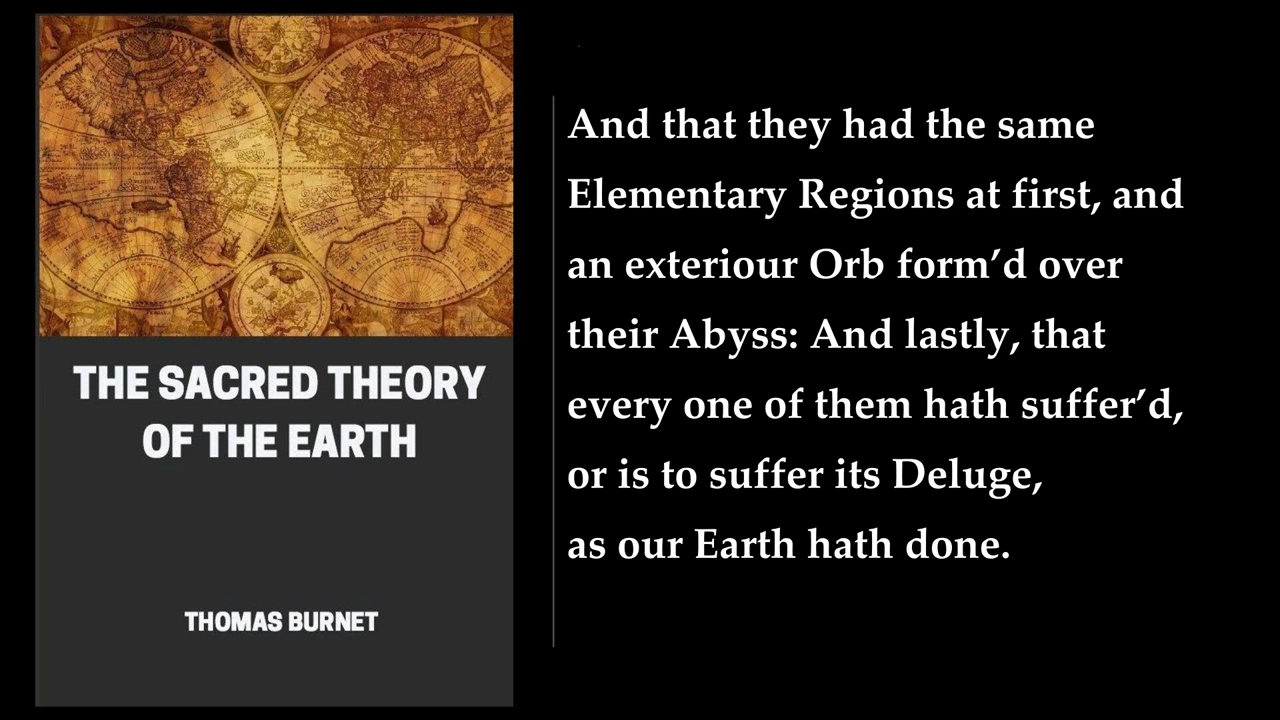 THE SACRED THEORY
OF THE EARTH
THOMAS BURNET
And that they had the same
Elementary Regions at first, and
an exteriour Orb form’d over
their Abyss: And lastly, that
every one of them hath suffer’d,
or is to suffer its Deluge,
as our Earth hath done.